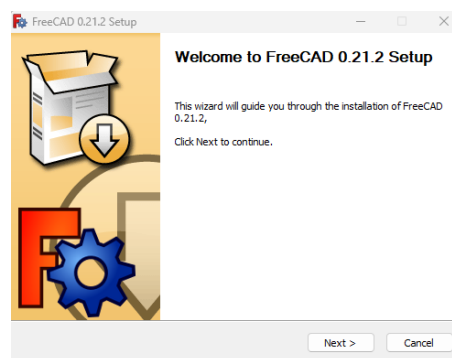 FreeCAD 0.21.2 Setup
Welcome to FreeCAD 0.21.2 Setup
This wizard will guide you through the installation of FreeCAD
0.21.2,
Click Next to continue.
Next >
Cancel